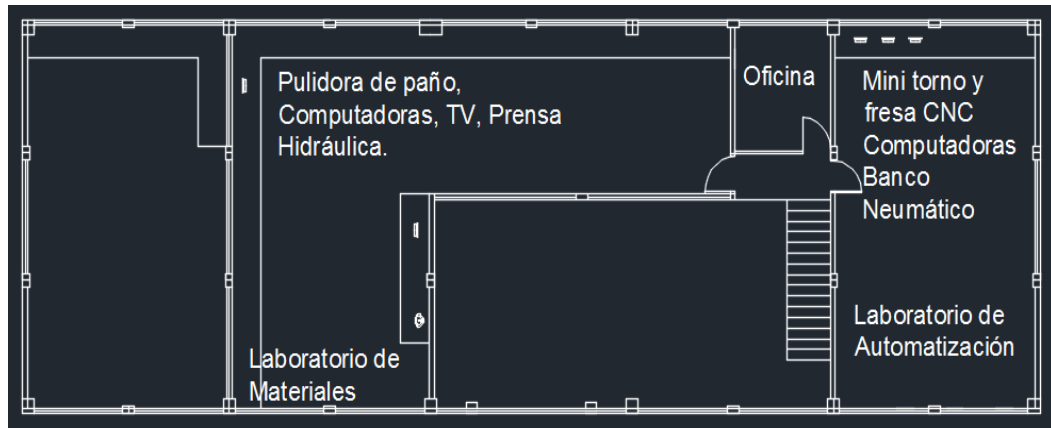 Pulidora de paño,
Computadoras, TV, Prensa
Hidráulica.
Oficina
Mini torno y
fresa CNC
Computadoras
Banco
Neumático
Laboratorio de
Materiales
Laboratorio de
Automatización